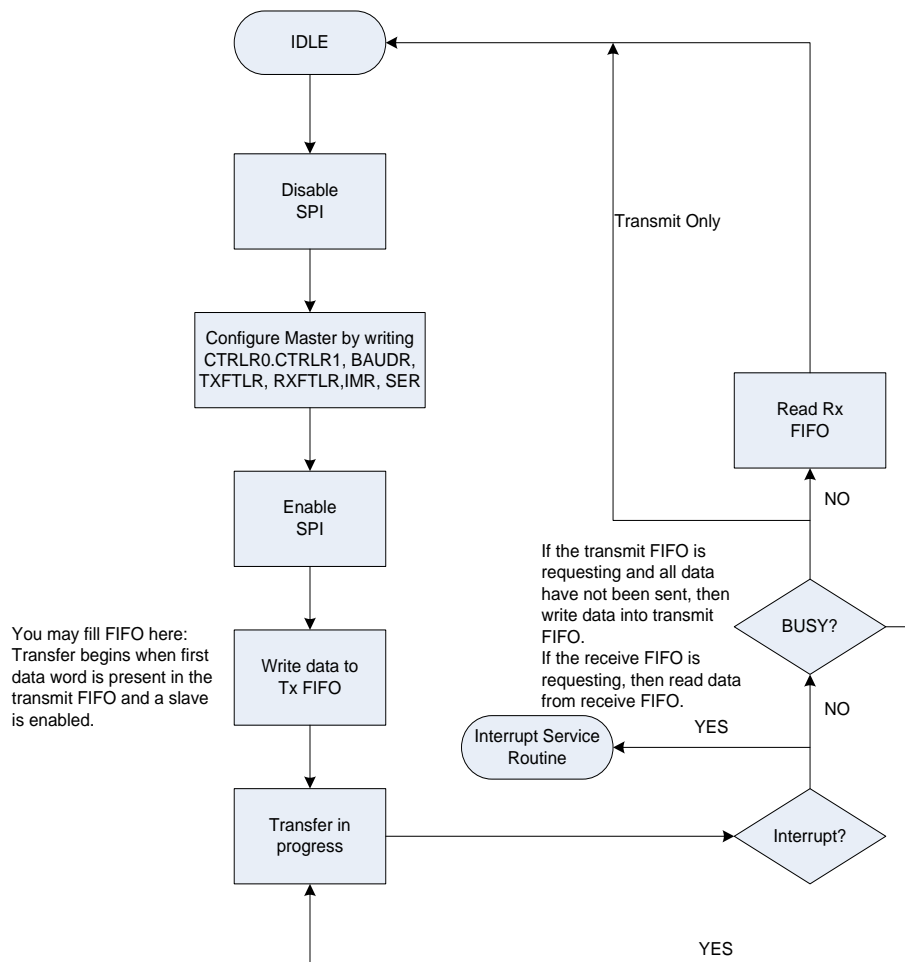 IDLE
Disable
SPI
Transmit Only
Configure Master by writing
CTRLR0.CTRLR1, BAUDR,
TXFTLR, RXFTLR,IMR, SER
Read Rx
FIFO
Enable
SPI
NO
If the transmit FIFO is
requesting and all data
have not been sent, then
write data into transmit
FIFO.
If the receive FIFO is
requesting, then read data
from receive FIFO.
BUSY?
You may fill FIFO here:
Transfer begins when first
data word is present in the
transmit FIFO and a slave
is enabled.
Write data to
Tx FIFO
NO
YES
Interrupt Service
Routine
Transfer in
progress
Interrupt?
YES